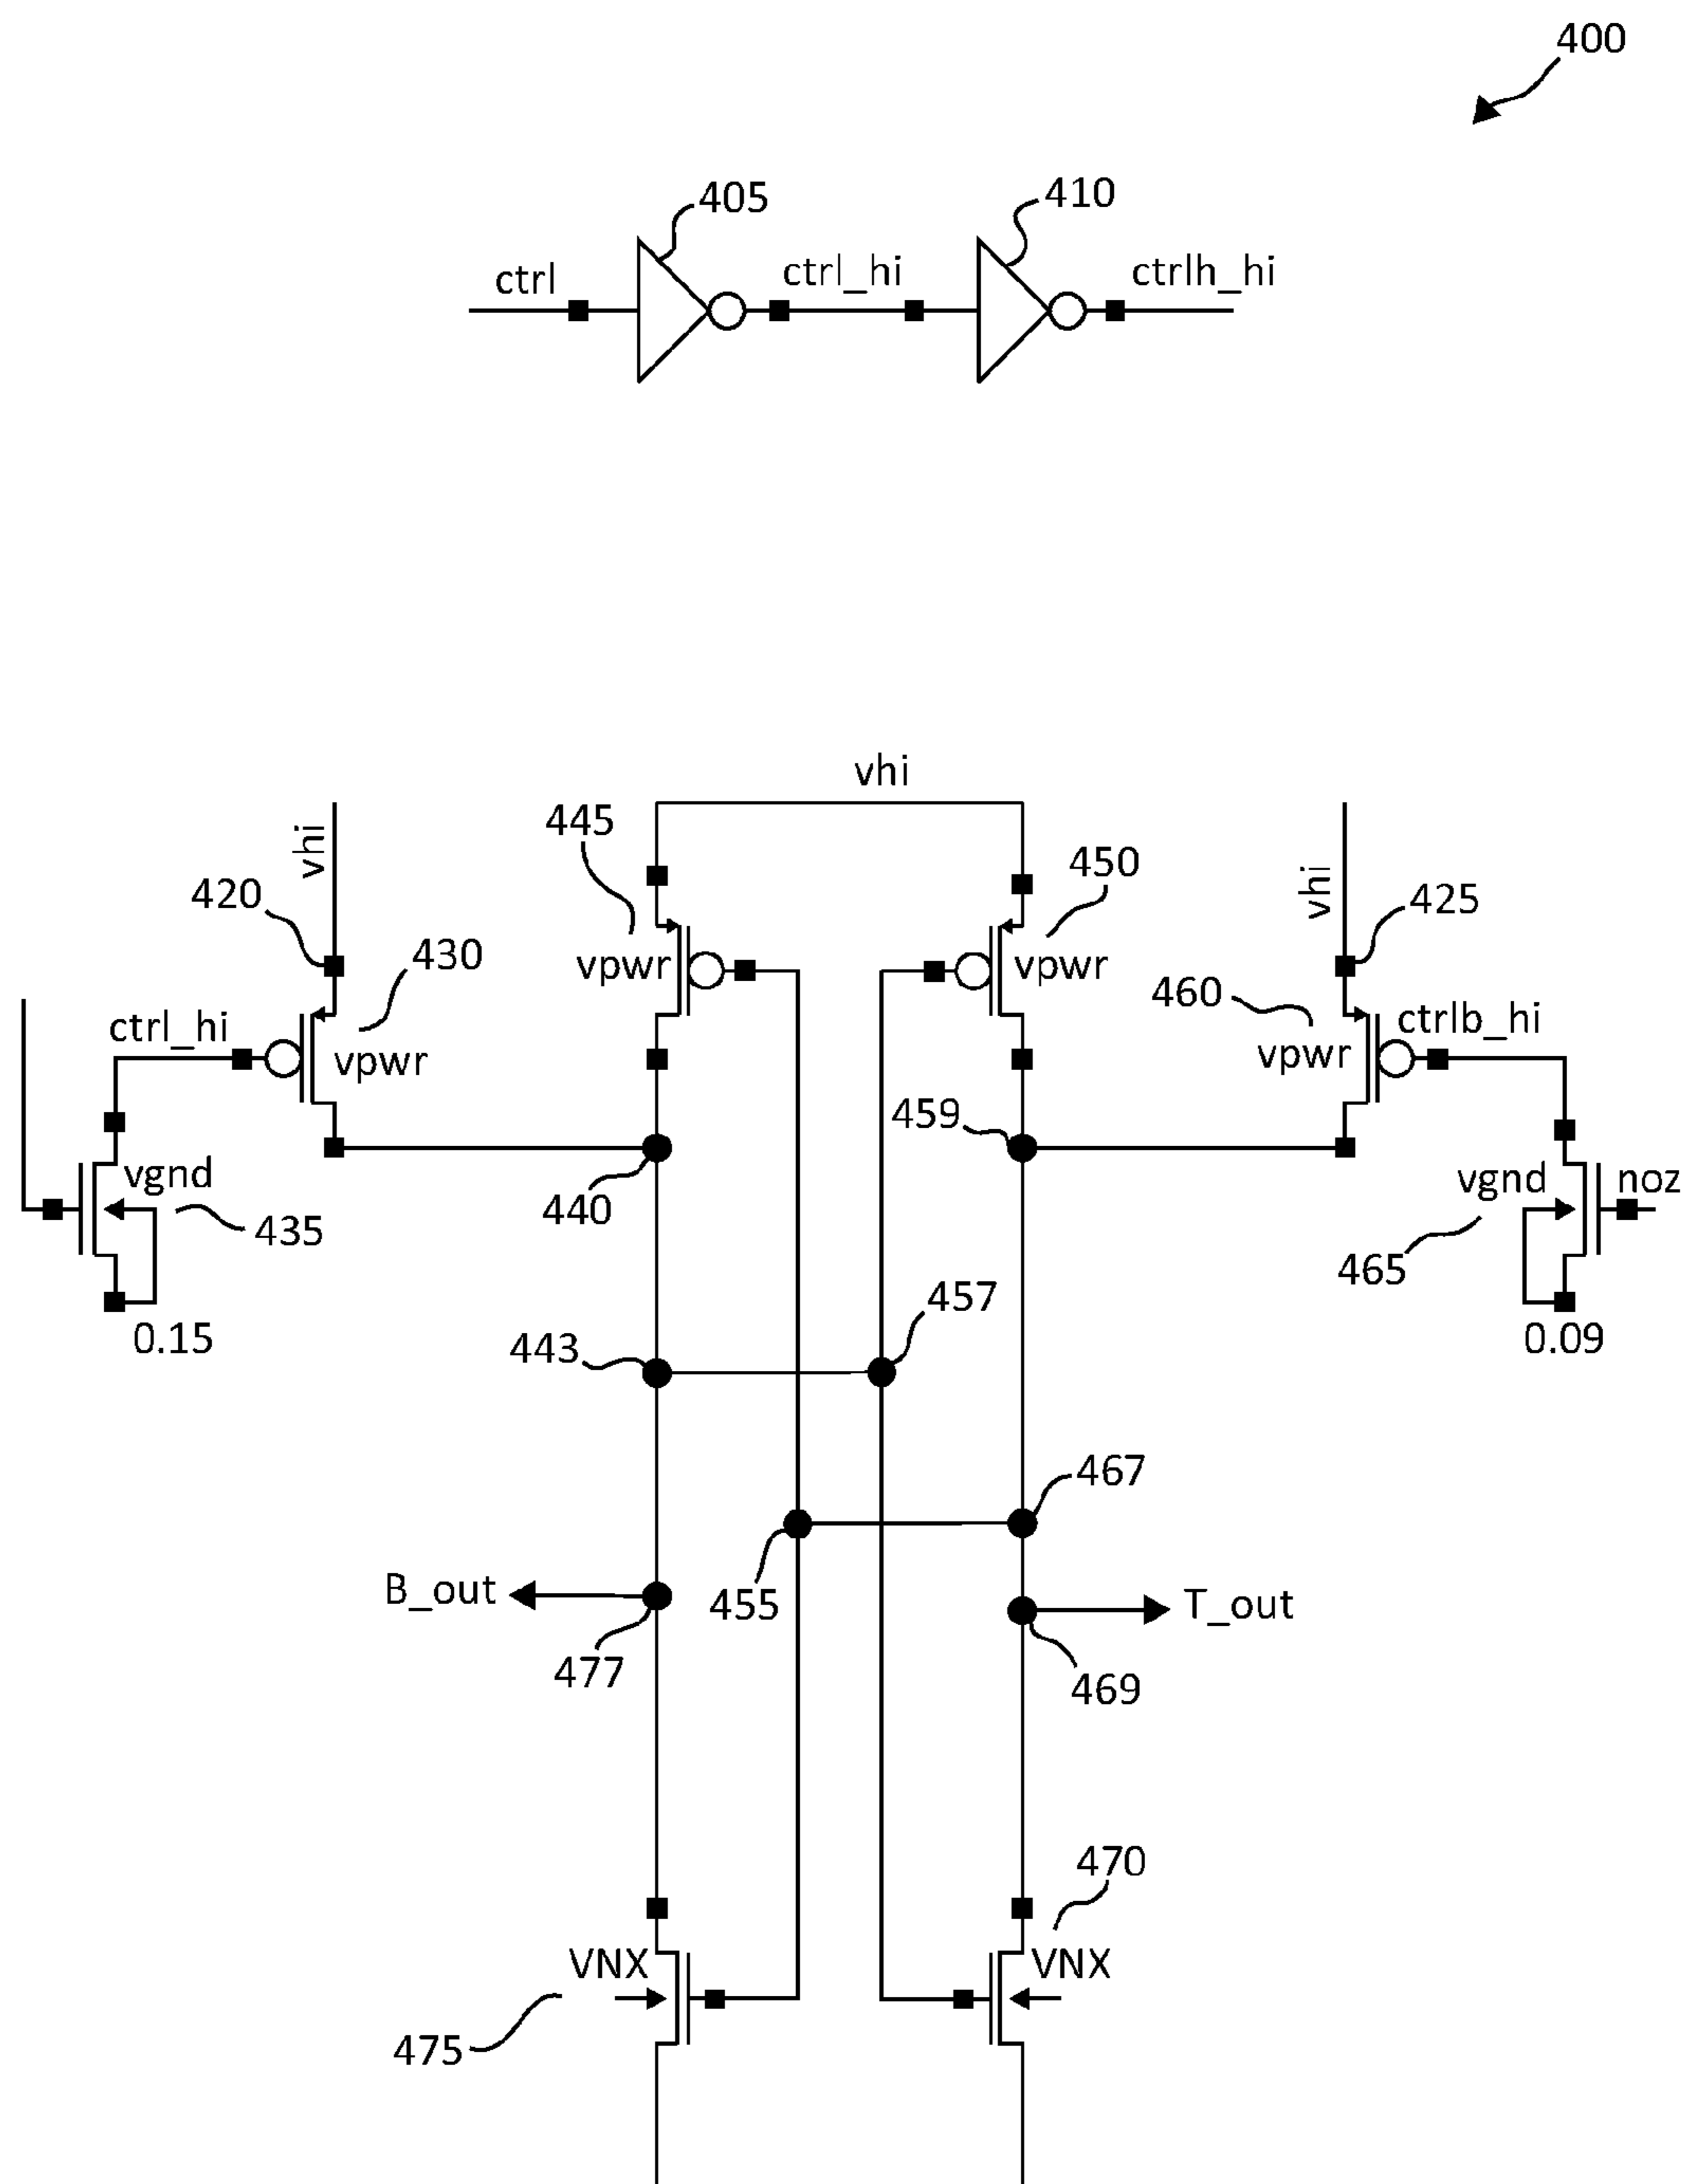 400
405
410
ctrl
ctrl_hi
ctrlh_hi
vhi
445
450
vhi
420
430
vpwr
vpwr
vhi
425
460
ctrl_hi
vpwr
vpwr
ctrlb_hi
459
vgnd
435
440
vgnd
noz
465
0.15
457
0.09
443
467
B_out
455
T_out
477
469
470
VNX
VNX
475